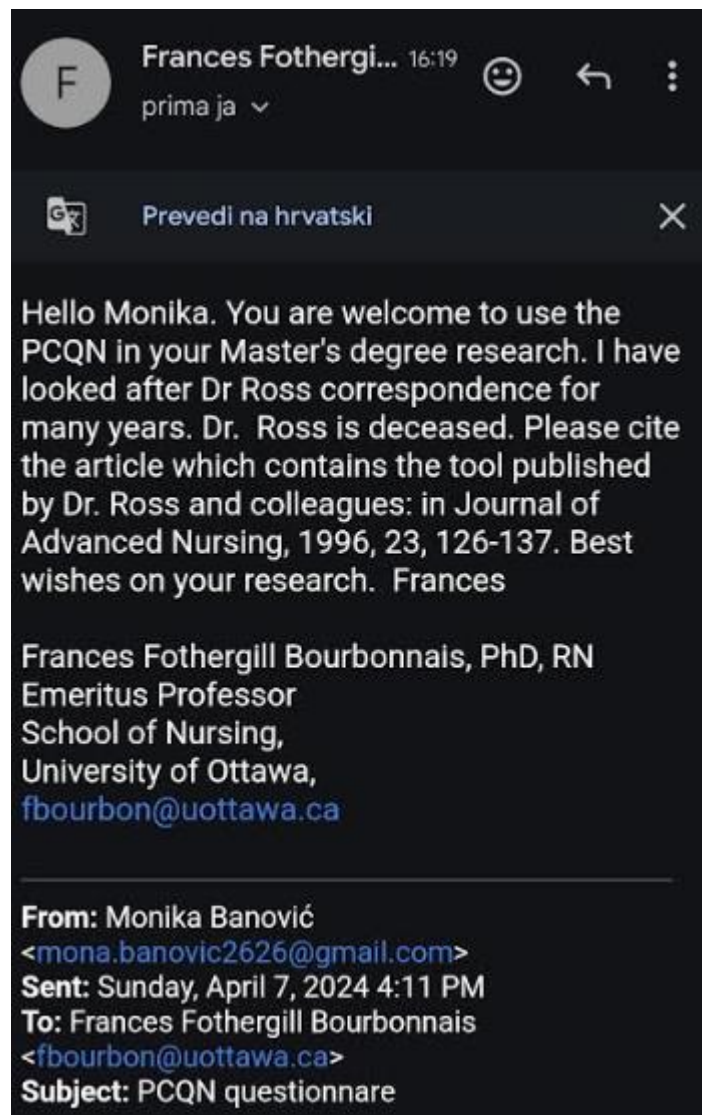 F
Frances Fothergi... 16:19
prima ja
Prevedi na hrvatski
Hello Monika. You are welcome to use the
PCQN in your Master's degree research. I have
looked after Dr Ross correspondence for
many years. Dr.  Ross is deceased. Please cite
the article which contains the tool published
by Dr. Ross and colleagues: in Journal of
Advanced Nursing, 1996, 23, 126-137. Best
wishes on your research.  Frances
Frances Fothergill Bourbonnais, PhD, RN
Emeritus Professor
School of Nursing,
University of Ottawa,
fbourbon@uottawa.ca
From: Monika Banović
<mona.banovic2626@gmail.com>
Sent: Sunday, April 7, 2024 4:11 PM
To: Frances Fothergill Bourbonnais
<fbourbon@uottawa.ca>
Subject: PCQN questionnare